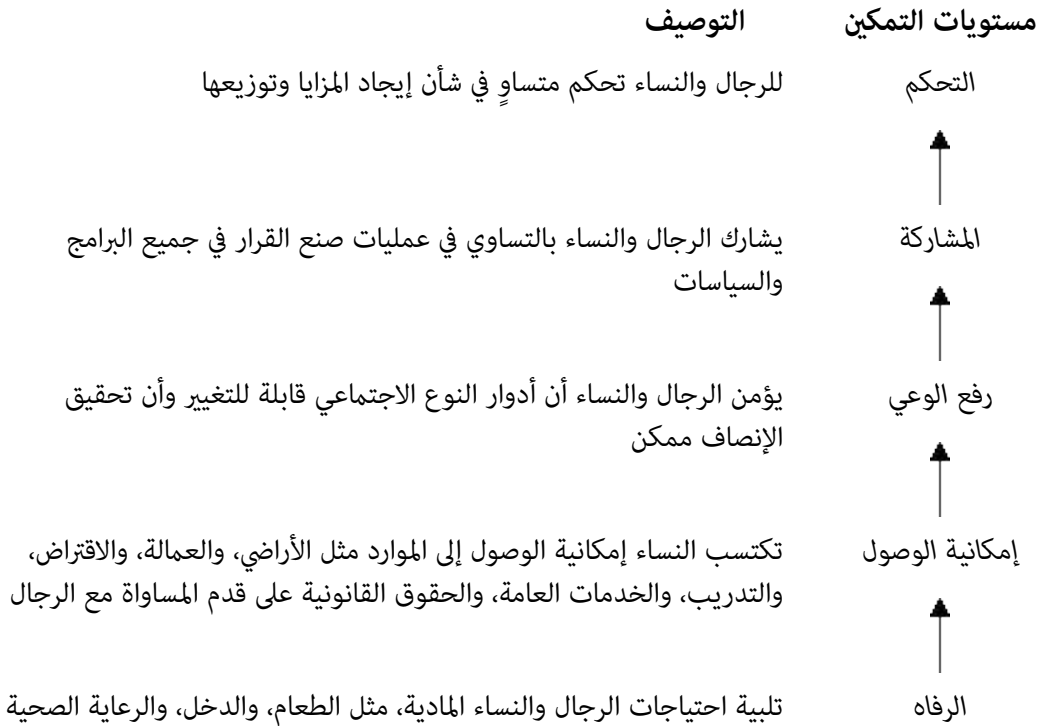 مستويات التمكين التوصيف
التحكم للرجال والنساء تحكم متساوٍ في شأن إيجاد المزايا وتوزيعها
المشاركة يشارك الرجال والنساء بالتساوي في عمليات صنع القرار في جميع البرامج
والسياسات
رفع الوعي يؤمن الرجال والنساء أن أدوار النوع الاجتماعي قابلة للتغيير وأن تحقيق
الإنصاف ممكن
إمكانية الوصول تكتسب النساء إمكانية الوصول إلى الموارد مثل الأراضي، والعمالة، والاقتراض،
والتدريب، والخدمات العامة، والحقوق القانونية على قدم المساواة مع الرجال
الرفاه تلبية احتياجات الرجال والنساء المادية، مثل الطعام، والدخل، والرعاية الصحية